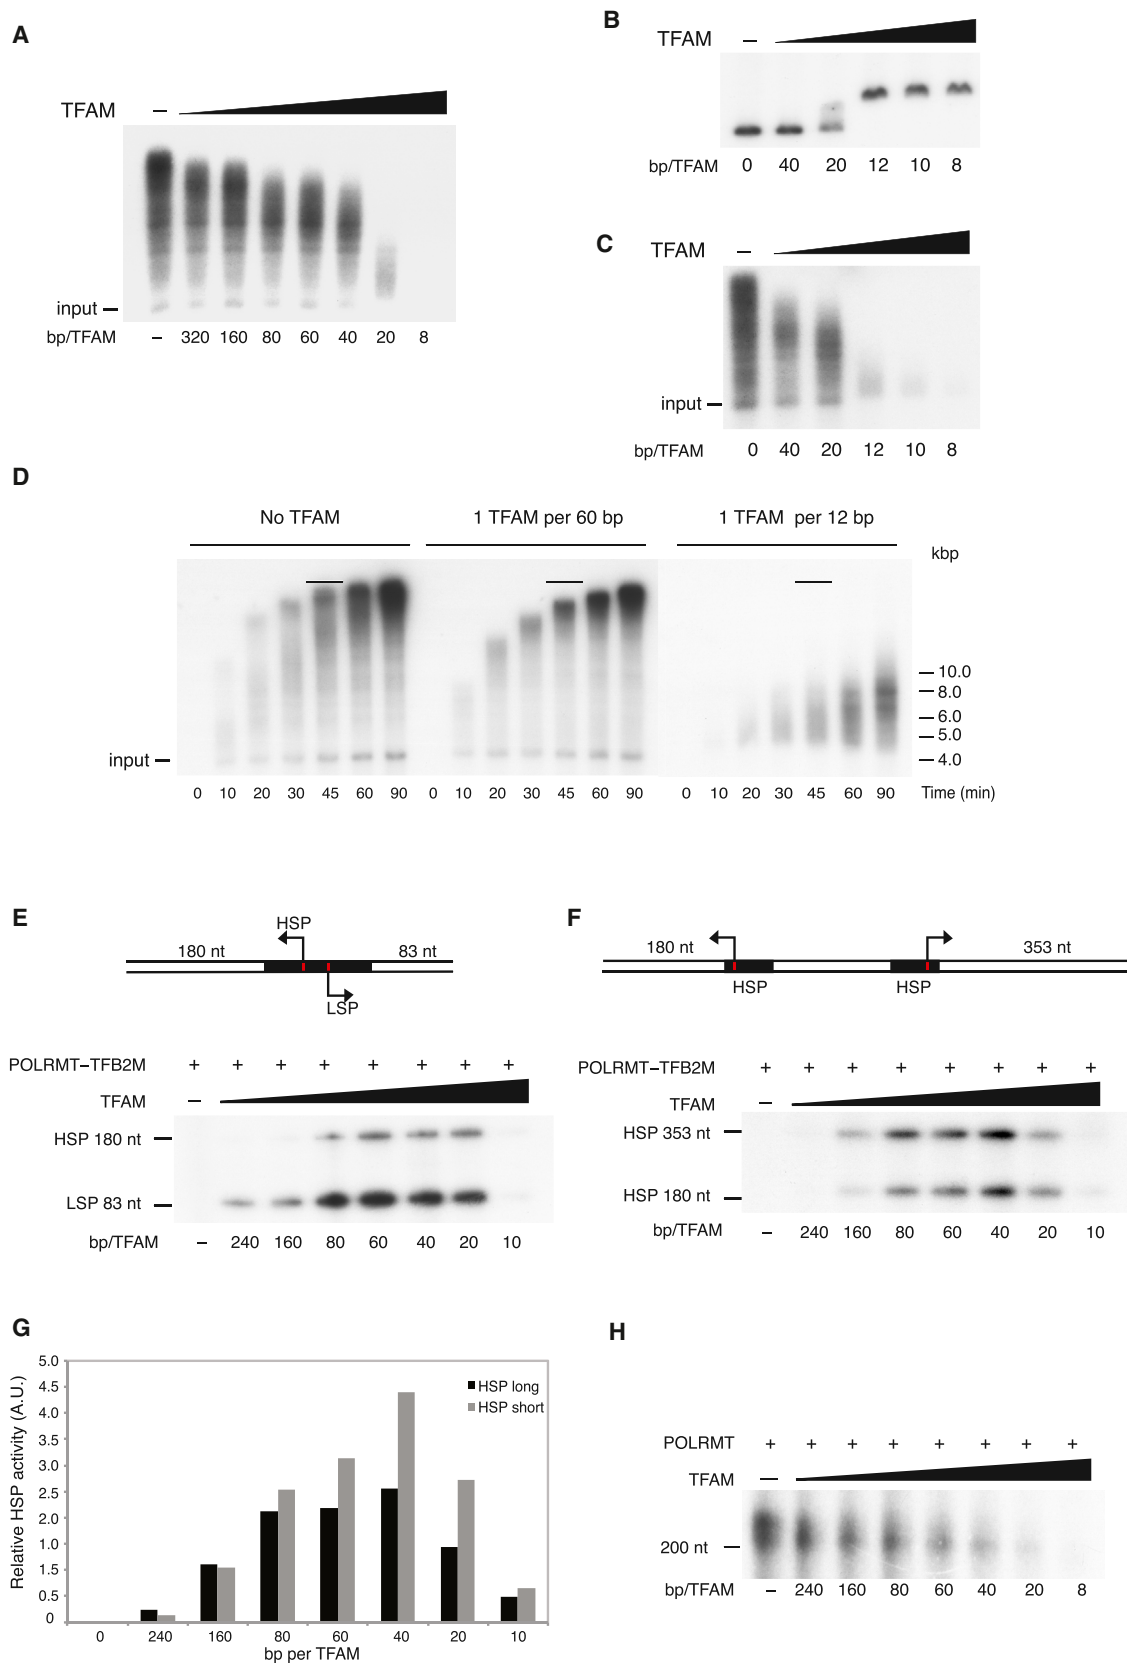 A
TFAM –
input
bp/TFAM – 320 160 80 60 40 20 8
B
TFAM –
bp/TFAM 0 40 20 12 10 8
C
TFAM –
input
bp/TFAM 0 40 20 12 10 8
D
No TFAM 1 TFAM per 60 bp 1 TFAM per 12 bp
kbp
10.0
8.0
6.0
5.0
input 4.0
0 10 20 30 45 60 90 0 10 20 30 45 60 90 0 10 20 30 45 60 90 Time (min)
E
HSP
180 nt 83 nt
LSP
POLRMT–TFB2M + + + + + + + +
TFAM –
HSP 180 nt
LSP 83 nt
bp/TFAM – 240 160 80 60 40 20 10
F
180 nt 353 nt
HSP HSP
POLRMT–TFB2M + + + + + + + +
TFAM –
HSP 353 nt
HSP 180 nt
bp/TFAM – 240 160 80 60 40 20 10
G
Relative HSP activity (A.U.)
5.0
4.5
4.0
3.5
3.0
2.5
2.0
1.0
1.5
0.5
0
HSP long
HSP short
0 240 160 80 60 40 20 10
bp per TFAM
H
POLRMT + + + + + + + +
TFAM –
200 nt
bp/TFAM – 240 160 80 60 40 20 8